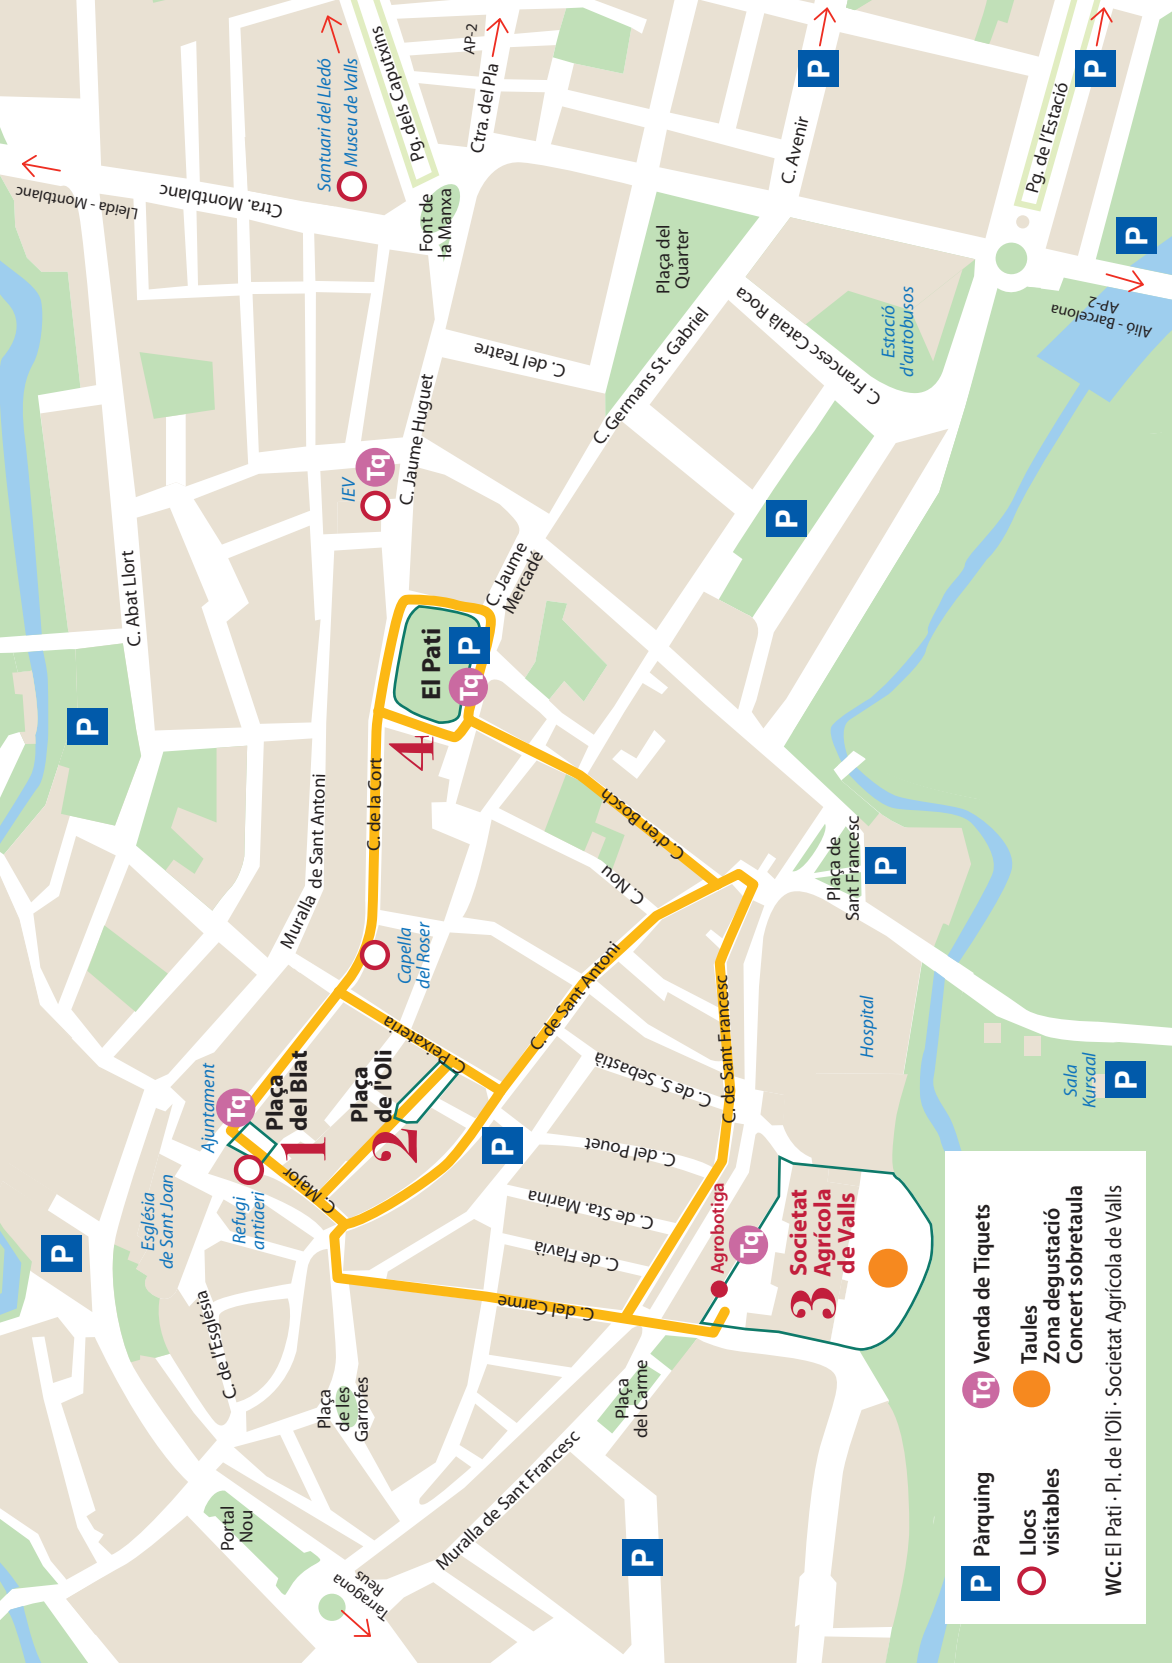 Santuari del Lledó
Museu de Valls
Pg. dels Caputxins
AP-2
Ctra. del Pla
P
P
C. Avenir
Pg. de l'Estació
Lleida - Montblanc
Ctra. Montblanc
Font de
la Manxa
Plaça del
Quarter
P
Alió - Barcelona
AP-2
Estació
d'autobusos
C. Francesc Català Roca
C. Germans St. Gabriel
C. del Teatre
C. Jaume Huguet
IEV
Tq
P
C. Abat Llort
C. Jaume
Mercadé
El Pati
P
Tq
4
P
C. de la Cort
Muralla de Sant Antoni
C. d'en Bosch
C. Nou
Plaça de
Sant Francesc
P
Capella
del Roser
C. de Sant Antoni
C. Peixateria
C. de Sant Francesc
Hospital
Sala
Kursaal
P
Ajuntament
Tq
Plaça
del Blat
1
Plaça
de l'Oli
2
P
C. de S. Sebastià
C. del Pouet
C. de Sta. Marina
C. de Flavià
C. Major
Refugi
antiaeri
Església
de Sant Joan
P
C. de l'Església
C. del Carme
Agrobotiga
Tq
3
Societat
Agrícola
de Valls
Plaça
de les
Garrofes
Plaça
del Carme
Muralla de Sant Francesc
Portal
Nou
Reus
Tarragona
P
P Pàrquing
Tq Venda de Tiquets
Llocs
visitables
Taules
Zona degustació
Concert sobretaula
WC: El Pati · Pl. de l'Oli · Societat Agrícola de Valls